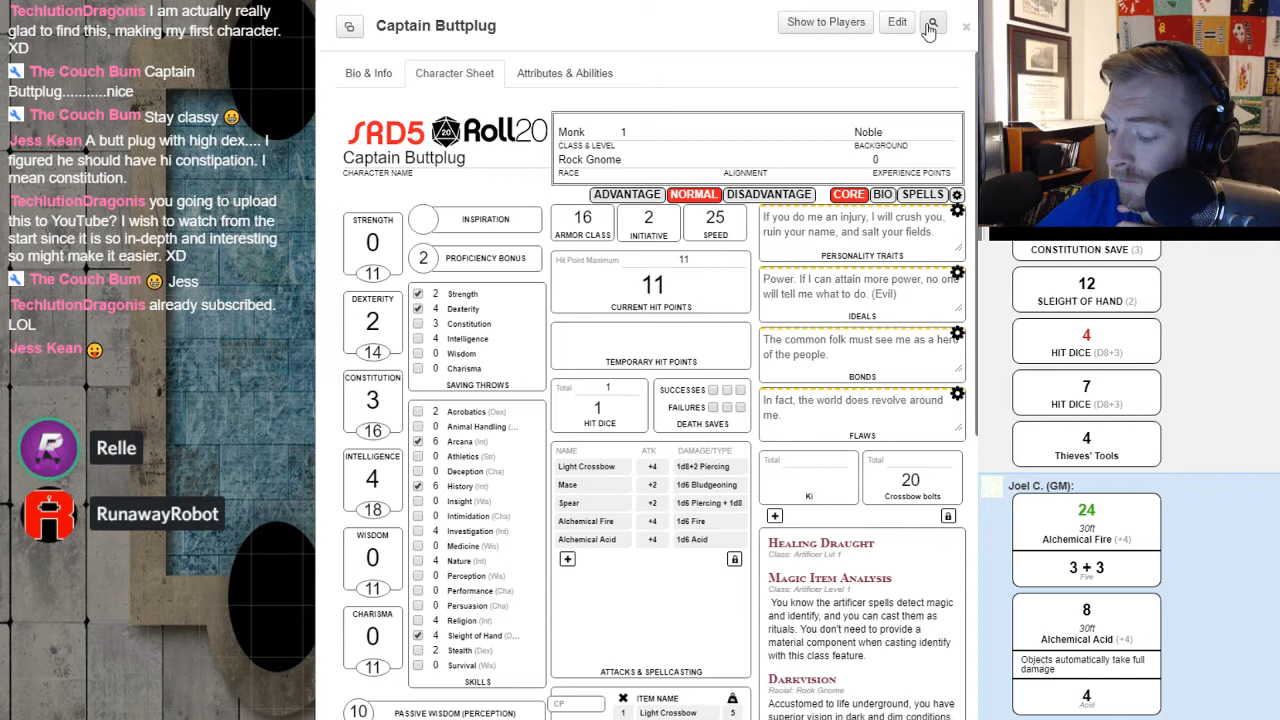 TechlutionDragonis I am actually really
glad to find this, making my first character.
XD
The Couch Bum Captain
Buttplug...........nice
The Couch Bum Stay classy
Jess Kean A butt plug with high dex.... I
figured he should have hi constipation. I
mean constitution.
TechlutionDragonis you going to upload
this to YouTube? I wish to watch from the
start since it is so in-depth and interesting
so might make it easier. XD
The Couch Bum Jess
TechlutionDragonis already subscribed.
LOL
Jess Kean
Relle
RunawayRobot
Captain Buttplug
Show to Players
Edit
×
Bio & Info
Character Sheet
Attributes & Abilities
SRD5 20 Roll20
Captain Buttplug
CHARACTER NAME
Monk 1
CLASS & LEVEL
Noble
BACKGROUND
Rock Gnome
RACE
ALIGNMENT
0
EXPERIENCE POINTS
ADVANTAGE NORMAL DISADVANTAGE
CORE BIO SPELLS
STRENGTH
0
11
DEXTERITY
2
14
CONSTITUTION
3
16
INTELLIGENCE
4
18
WISDOM
0
11
CHARISMA
0
11
INSPIRATION
2 PROFICIENCY BONUS
2 Strength
4 Dexterity
3 Constitution
4 Intelligence
0 Wisdom
0 Charisma
SAVING THROWS
2 Acrobatics (Dex)
0 Animal Handling (...
6 Arcana (Int)
0 Athletics (Str)
0 Deception (Cha)
6 History (Int)
0 Insight (Wis)
0 Intimidation (Cha)
4 Investigation (Int)
0 Medicine (Wis)
4 Nature (Int)
0 Perception (Wis)
0 Performance (Cha)
0 Persuasion (Cha)
4 Religion (Int)
4 Sleight of Hand (D...
2 Stealth (Dex)
0 Survival (Wis)
SKILLS
10 PASSIVE WISDOM (PERCEPTION)
16
ARMOR CLASS
2
INITIATIVE
25
SPEED
Hit Point Maximum 11
11
CURRENT HIT POINTS
TEMPORARY HIT POINTS
Total 1
1
HIT DICE
SUCCESSES
FAILURES
DEATH SAVES
NAME ATK DAMAGE/TYPE
Light Crossbow +4 1d8+2 Piercing
Mace +2 1d6 Bludgeoning
Spear +2 1d6 Piercing + 1d8
Alchemical Fire +4 1d6 Fire
Alchemical Acid +4 1d6 Acid
ATTACKS & SPELLCASTING
CP
ITEM NAME
1 Light Crossbow 5
If you do me an injury, I will crush you,
ruin your name, and salt your fields.
PERSONALITY TRAITS
Power. If I can attain more power, no one
will tell me what to do. (Evil)
IDEALS
The common folk must see me as a hero
of the people.
BONDS
In fact, the world does revolve around
me.
FLAWS
Total
Ki
Total
20
Crossbow bolts
HEALING DRAUGHT
Class: Artificer Lvl 1
MAGIC ITEM ANALYSIS
Class: Artificer Level 1
You know the artificer spells detect magic
and identify, and you can cast them as
rituals. You don't need to provide a
material component when casting identify
with this class feature.
DARKVISION
Racial: Rock Gnome
Accustomed to life underground, you have
superior vision in dark and dim conditions.
CONSTITUTION SAVE (3)
12
SLEIGHT OF HAND (2)
4
HIT DICE (D8+3)
7
HIT DICE (D8+3)
4
Thieves' Tools
Joel C. (GM):
24
30ft
Alchemical Fire (+4)
3 + 3
Fire
8
30ft
Alchemical Acid (+4)
Objects automatically take full
damage
4
Acid